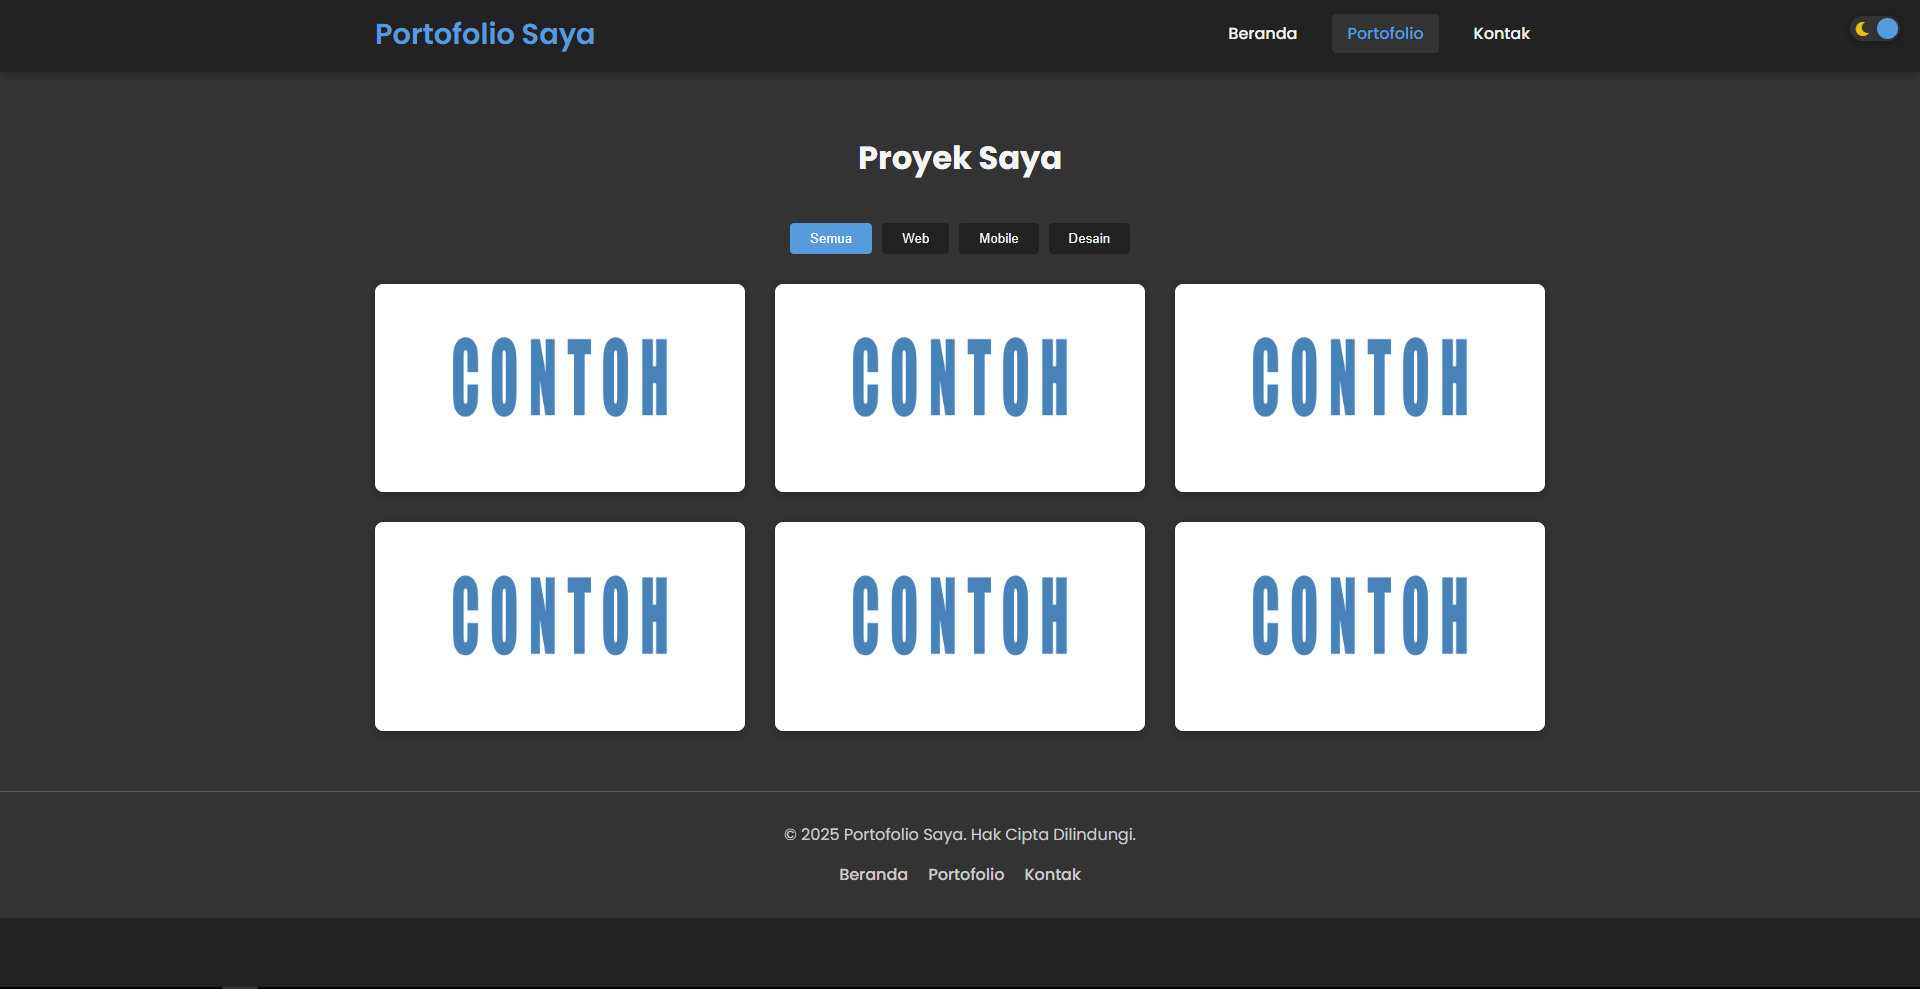 Portofolio Saya
Beranda Portofolio Kontak
Proyek Saya
Semua Web Mobile Desain
CONTOH CONTOH CONTOH
CONTOH CONTOH CONTOH
© 2025 Portofolio Saya. Hak Cipta Dilindungi.
Beranda Portofolio Kontak